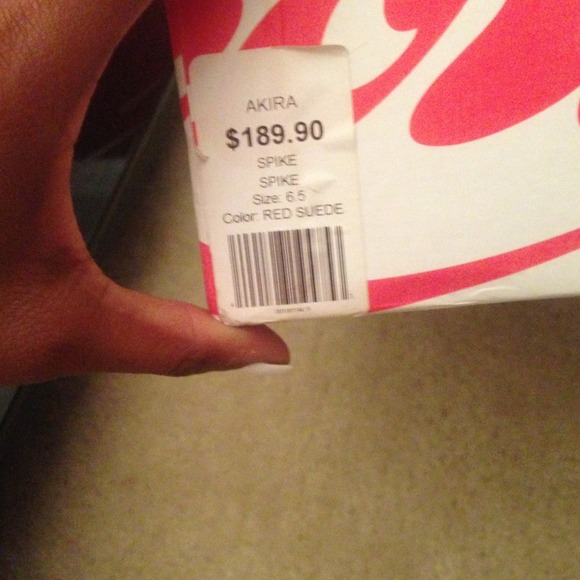 AKIRA
$189.90
SPIKE
SPIKE
Size: 6.5
Color: RED SUEDE